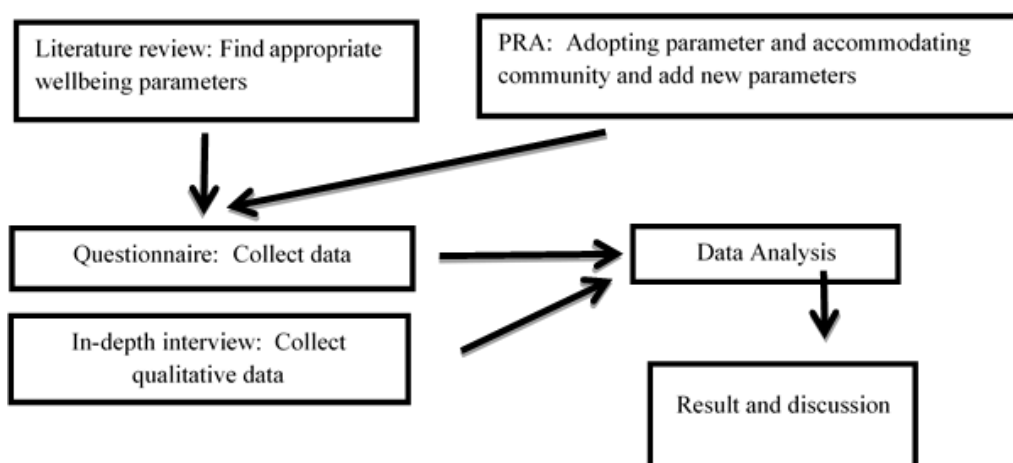 Literature review: Find appropriate
wellbeing parameters
PRA: Adopting parameter and accommodating
community and add new parameters
Questionnaire: Collect data
Data Analysis
In-depth interview: Collect
qualitative data
Result and discussion